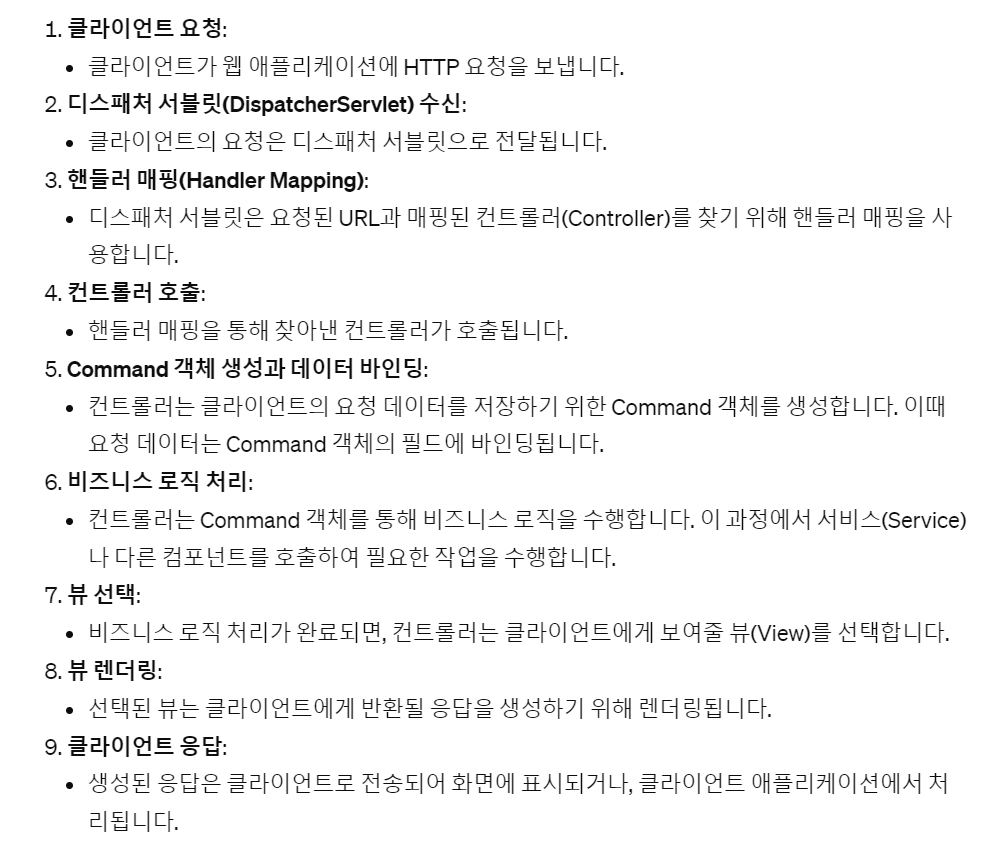 1. 클라이언트 요청:
• 클라이언트가 웹 애플리케이션에 HTTP 요청을 보냅니다.
2. 디스패처 서블릿(DispatcherServlet) 수신:
• 클라이언트의 요청은 디스패처 서블릿으로 전달됩니다.
3. 핸들러 매핑(Handler Mapping):
• 디스패처 서블릿은 요청된 URL과 매핑된 컨트롤러(Controller)를 찾기 위해 핸들러 매핑을 사
용합니다.
4. 컨트롤러 호출:
• 핸들러 매핑을 통해 찾아낸 컨트롤러가 호출됩니다.
5. Command 객체 생성과 데이터 바인딩:
• 컨트롤러는 클라이언트의 요청 데이터를 저장하기 위한 Command 객체를 생성합니다. 이때
요청 데이터는 Command 객체의 필드에 바인딩됩니다.
6. 비즈니스 로직 처리:
• 컨트롤러는 Command 객체를 통해 비즈니스 로직을 수행합니다. 이 과정에서 서비스(Service)
나 다른 컴포넌트를 호출하여 필요한 작업을 수행합니다.
7. 뷰 선택:
• 비즈니스 로직 처리가 완료되면, 컨트롤러는 클라이언트에게 보여줄 뷰(View)를 선택합니다.
8. 뷰 렌더링:
• 선택된 뷰는 클라이언트에게 반환될 응답을 생성하기 위해 렌더링됩니다.
9. 클라이언트 응답:
• 생성된 응답은 클라이언트로 전송되어 화면에 표시되거나, 클라이언트 애플리케이션에서 처
리됩니다.